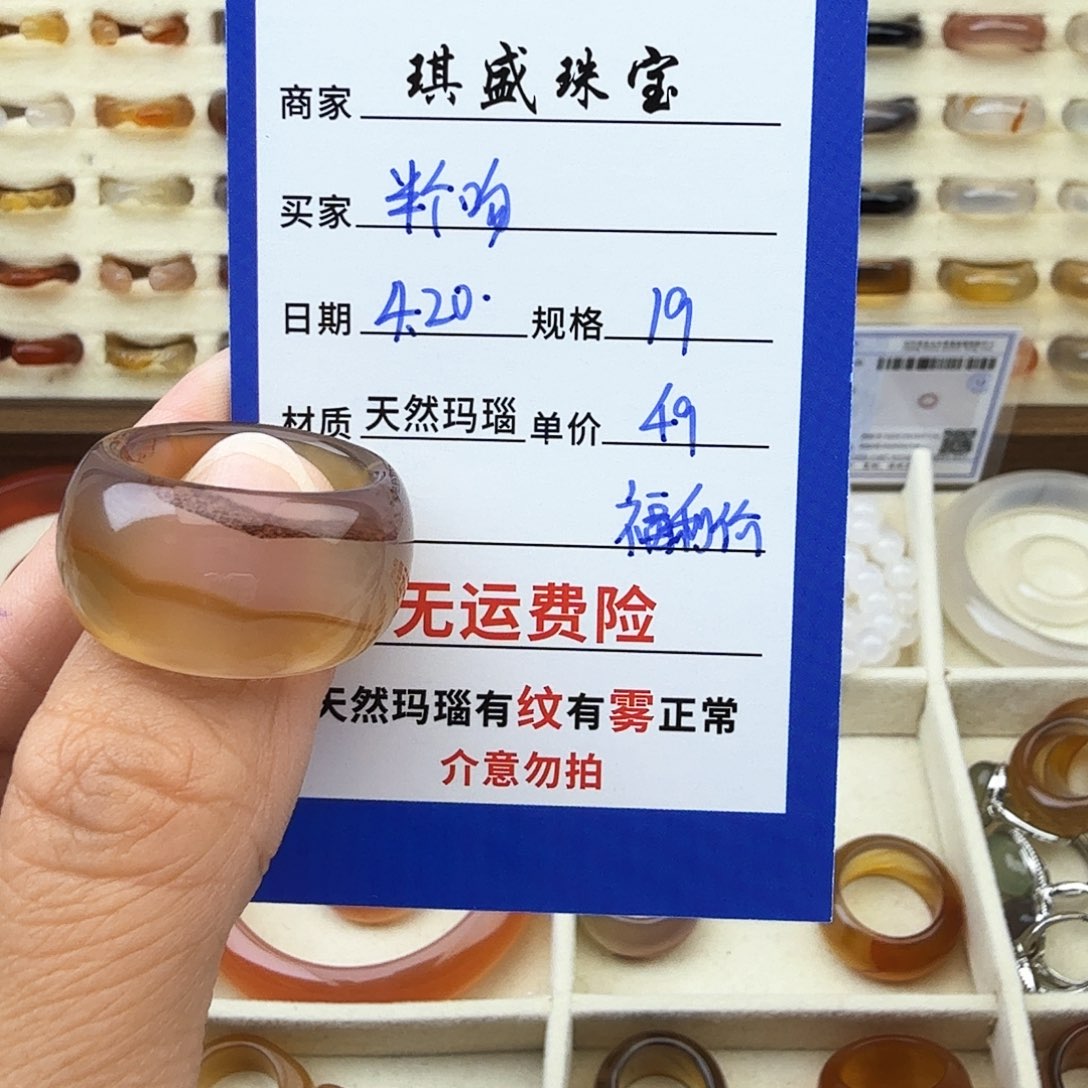 商家 琪盛珠宝
买家
日期 4.20. 规格 19
材质 天然玛瑙 单价 49
福利价
无运费险
天然玛瑙有纹有雾正常
介意勿拍